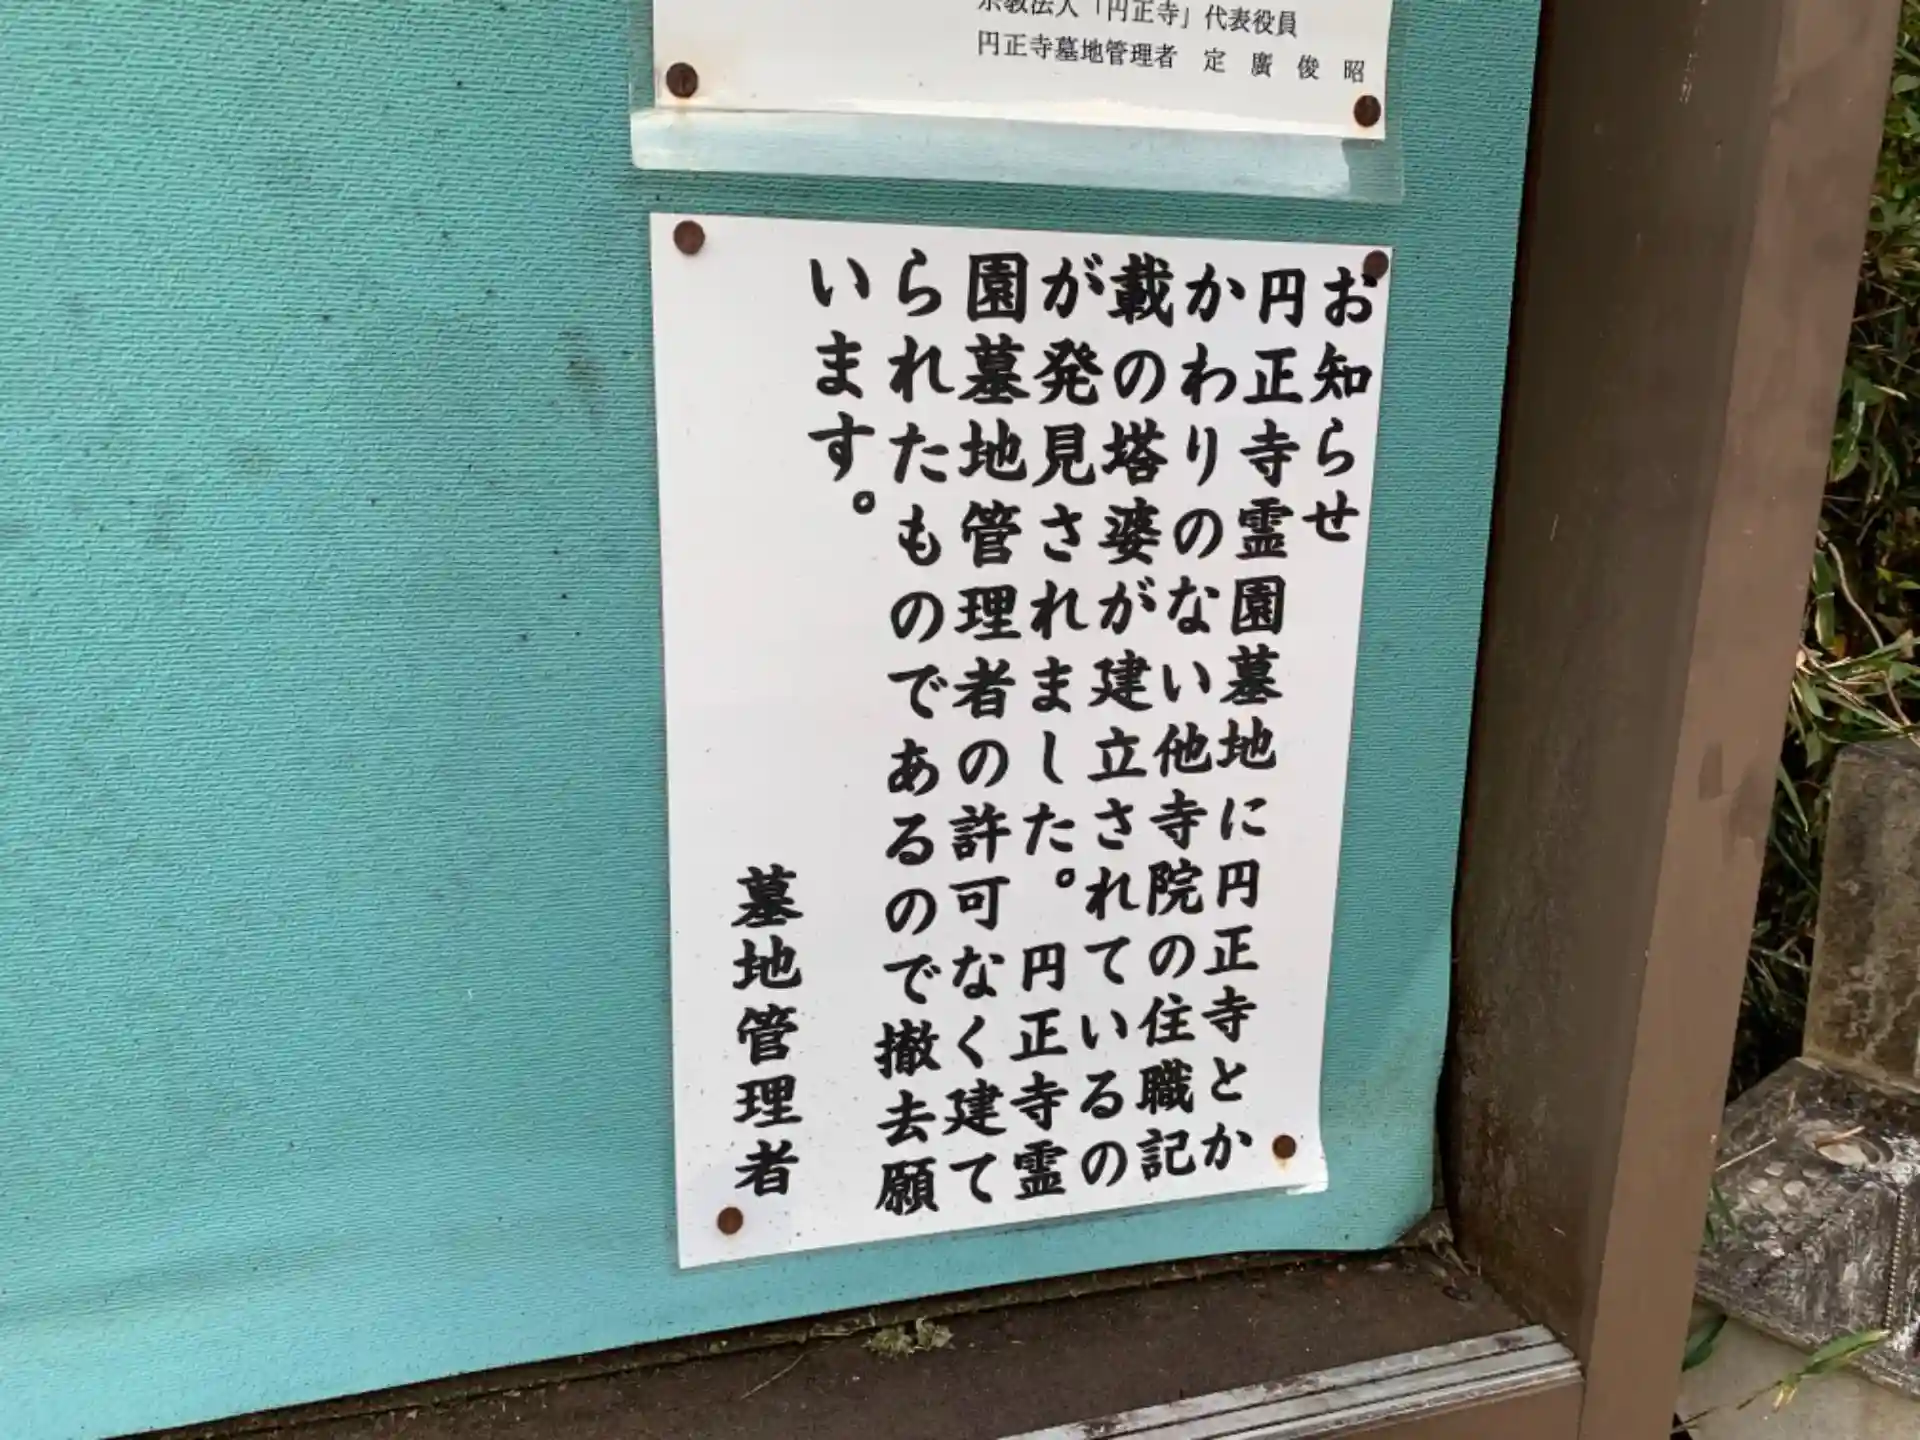 宗教法人「円正寺」代表役員
円正寺墓地管理者 定 廣 俊 昭
お知らせ
円正寺霊園墓地に円正寺とか
かわりのない他寺院の住職記
載の塔婆が建立されているの
が発見されました。円正寺霊
園墓地管理者の許可なく建て
られたものであるので撤去願
います。
墓地管理者